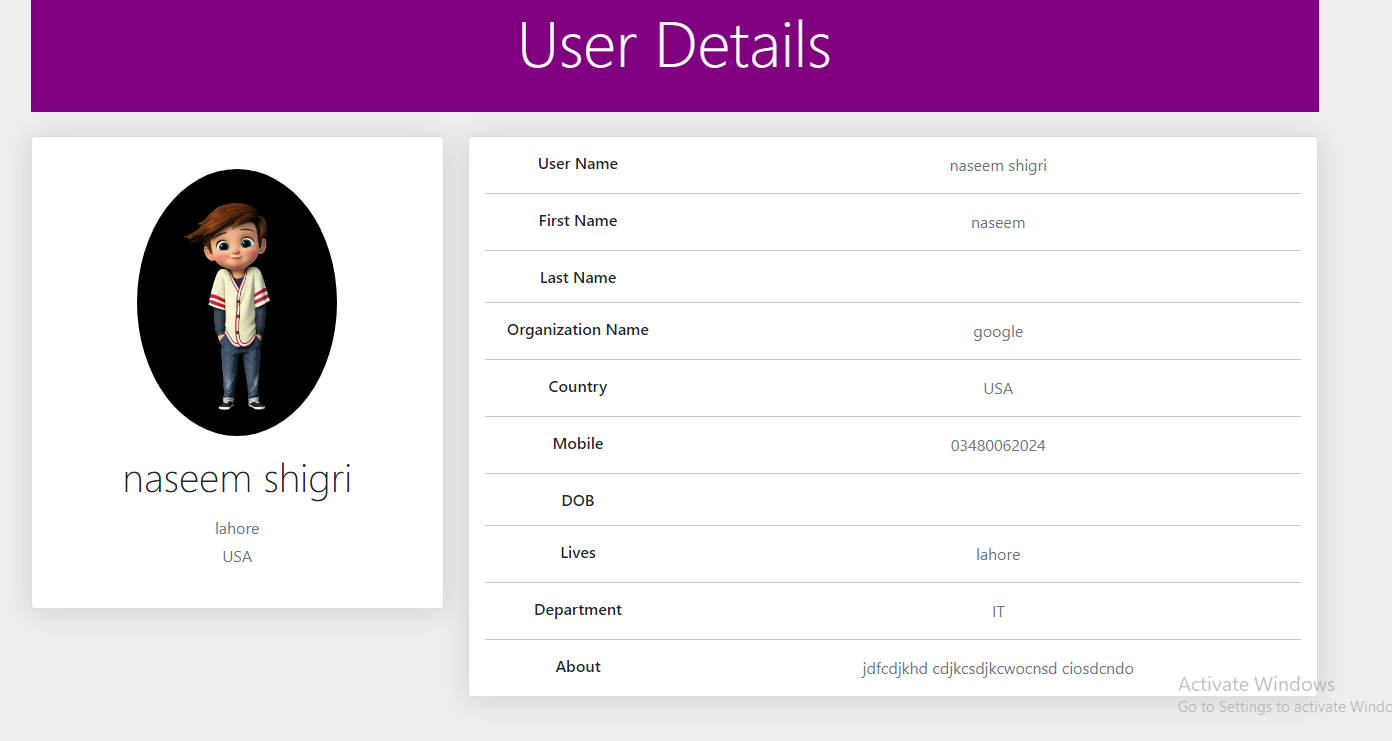 User Details
naseem shigri
lahore
USA
User Name naseem shigri
First Name naseem
Last Name
Organization Name google
Country USA
Mobile 03480062024
DOB
Lives lahore
Department IT
About jdfcdjkhd cdjkcsdjkcwocnsd ciosdcndo
Activate Windows
Go to Settings to activate Windo